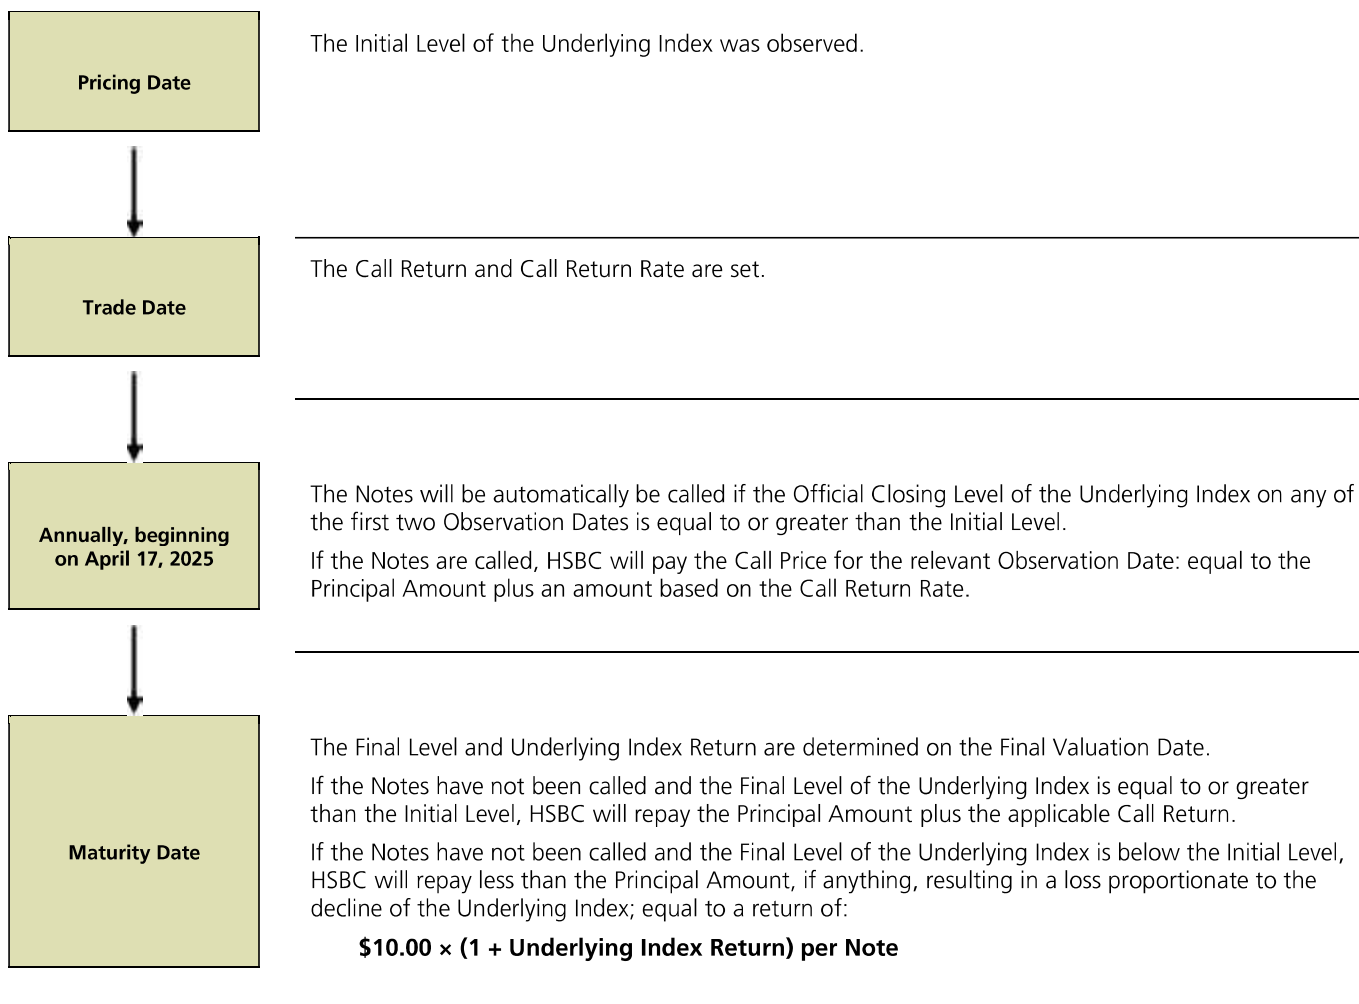 Pricing Date
The Initial Level of the Underlying Index was observed.
Trade Date
The Call Return and Call Return Rate are set.
Annually, beginning
on April 17, 2025
The Notes will be automatically be called if the Official Closing Level of the Underlying Index on any of
the first two Observation Dates is equal to or greater than the Initial Level.
If the Notes are called, HSBC will pay the Call Price for the relevant Observation Date: equal to the
Principal Amount plus an amount based on the Call Return Rate.
Maturity Date
The Final Level and Underlying Index Return are determined on the Final Valuation Date.
If the Notes have not been called and the Final Level of the Underlying Index is equal to or greater
than the Initial Level, HSBC will repay the Principal Amount plus the applicable Call Return.
If the Notes have not been called and the Final Level of the Underlying Index is below the Initial Level,
HSBC will repay less than the Principal Amount, if anything, resulting in a loss proportionate to the
decline of the Underlying Index; equal to a return of:
$10.00 × (1 + Underlying Index Return) per Note